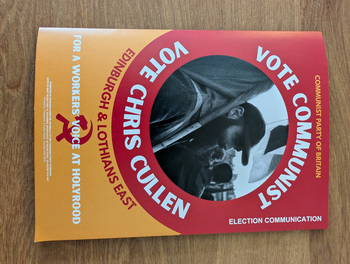 COMMUNIST PARTY OF BRITAIN
VOTE COMMUNIST
VOTE CHRIS CULLEN
EDINBURGH & LOTHIANS EAST
FOR A WORKERS' VOICE AT HOLYROOD
ELECTION COMMUNICATION